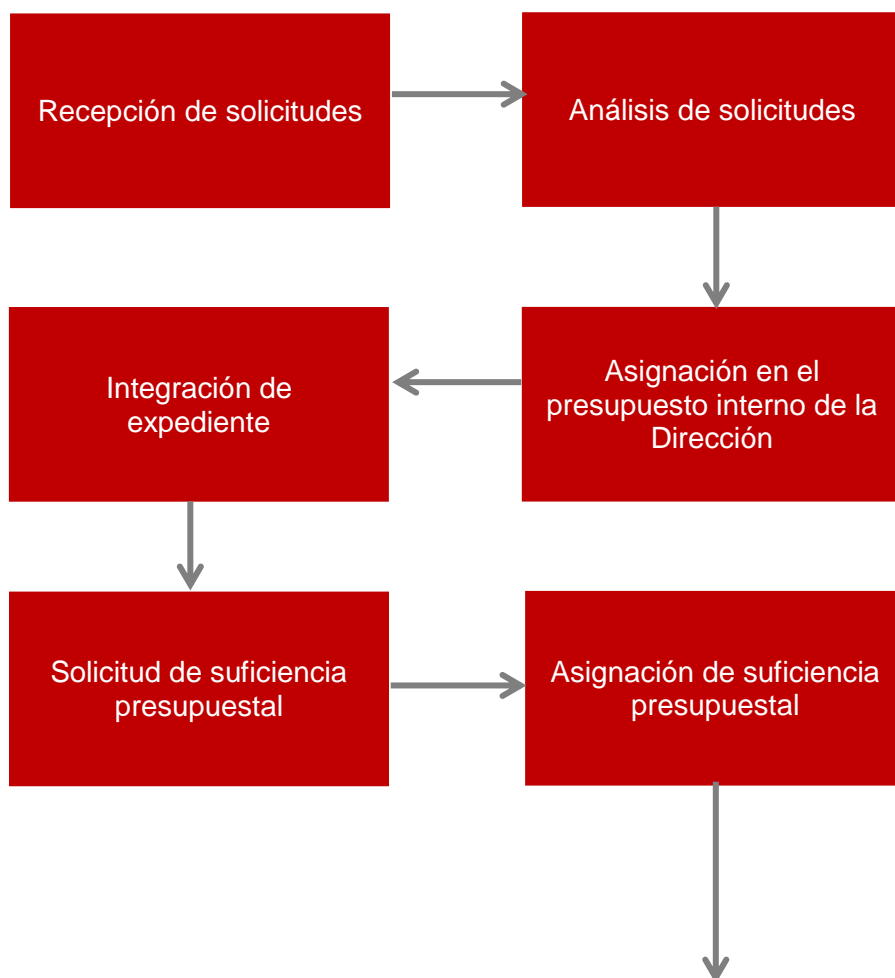 Recepción de solicitudes
Análisis de solicitudes
Asignación en el
presupuesto interno de la
Dirección
Integración de
expediente
Solicitud de suficiencia
presupuestal
Asignación de suficiencia
presupuestal